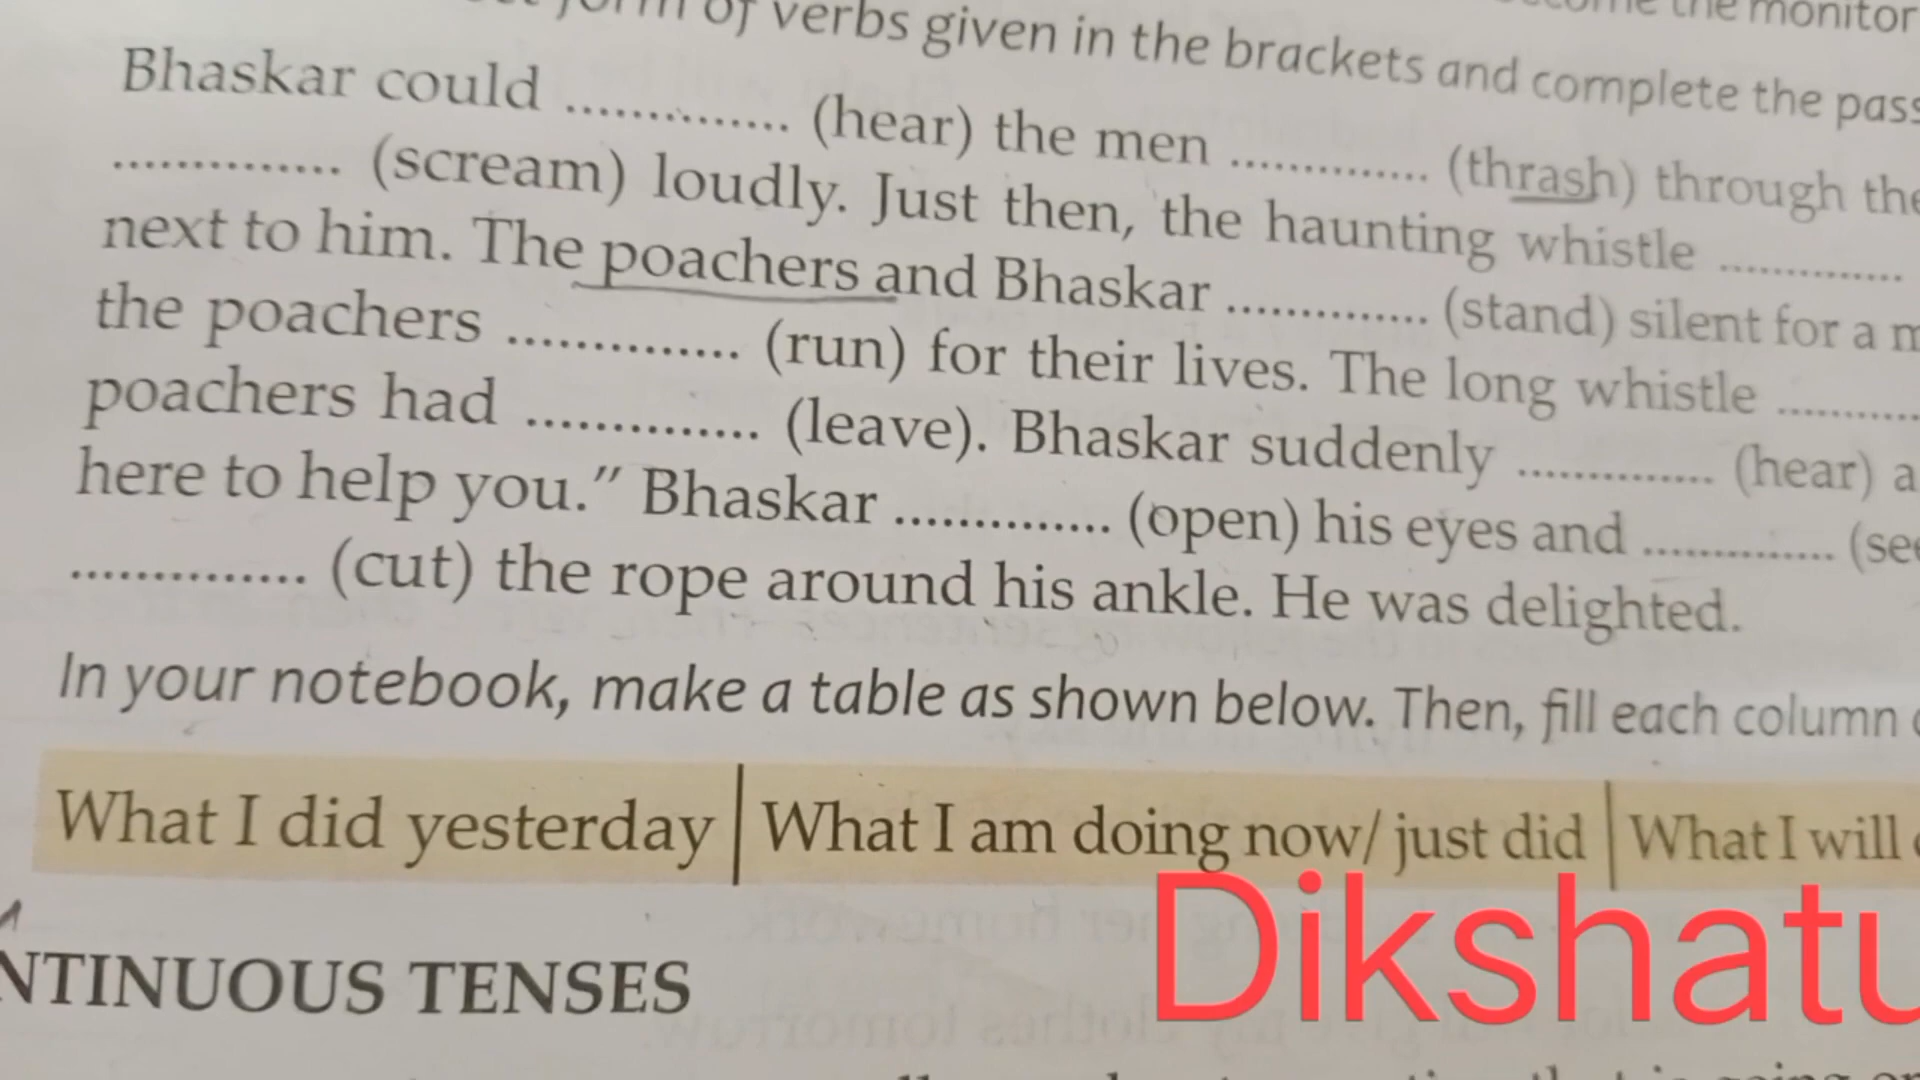 form of verbs given in the brackets and complete the
the monitor
Bhaskar could .............. (hear) the men .............. (thrash) through the
.............. (scream) loudly. Just then, the haunting whistle ..............
next to him. The poachers and Bhaskar .............. (stand) silent for a
the poachers .............. (run) for their lives. The long whistle ..........
poachers had .............. (leave). Bhaskar suddenly .............. (hear) a
here to help you.” Bhaskar .............. (open) his eyes and ..............
.............. (cut) the rope around his ankle. He was delighted.
In your notebook, make a table as shown below. Then, fill each column
What I did yesterday | What I am doing now/ just did | What I will
NTINUOUS TENSES
Dikshatu